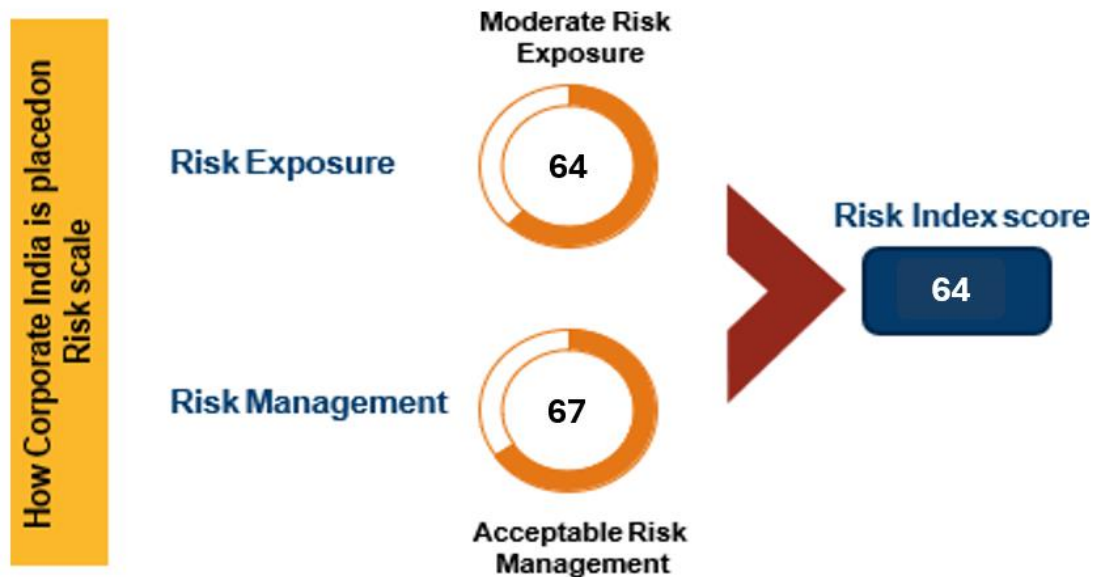 How Corporate India is placedon
Risk scale
Moderate Risk
Exposure
Risk Exposure
64
Risk Index score
64
Risk Management
67
Acceptable Risk
Management